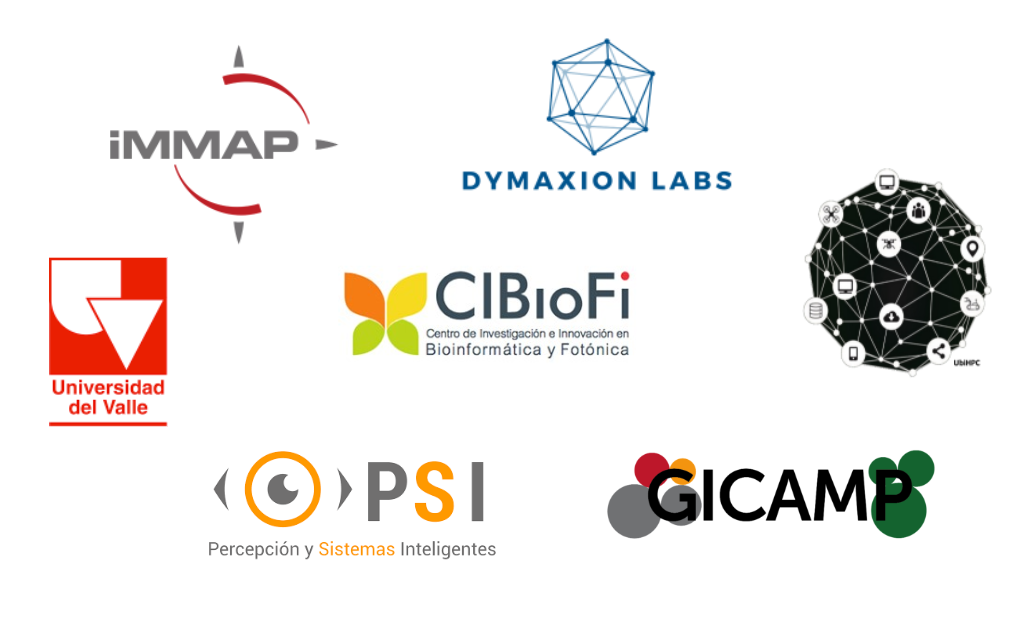 iMMAP
DYMAXION LABS
UbiHPC
Universidad
del Valle
CIBioFi
Centro de Investigación e Innovación en
Bioinformática y Fotónica
PSI
Percepción y Sistemas Inteligentes
GICAMP